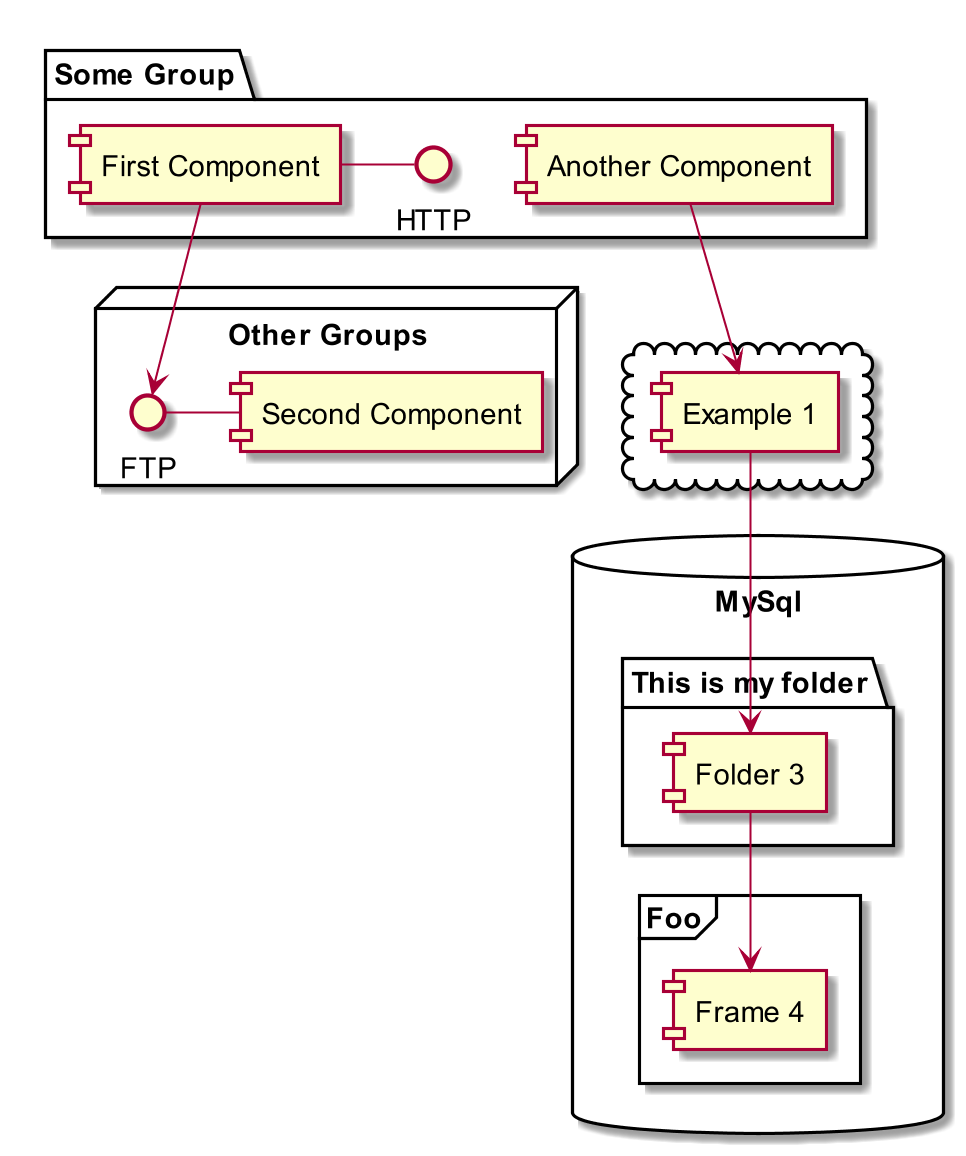 Some Group
First Component
Another Component
HTTP
Other Groups
Second Component
FTP
Example 1
MySql
This is my folder
Folder 3
Foo
Frame 4